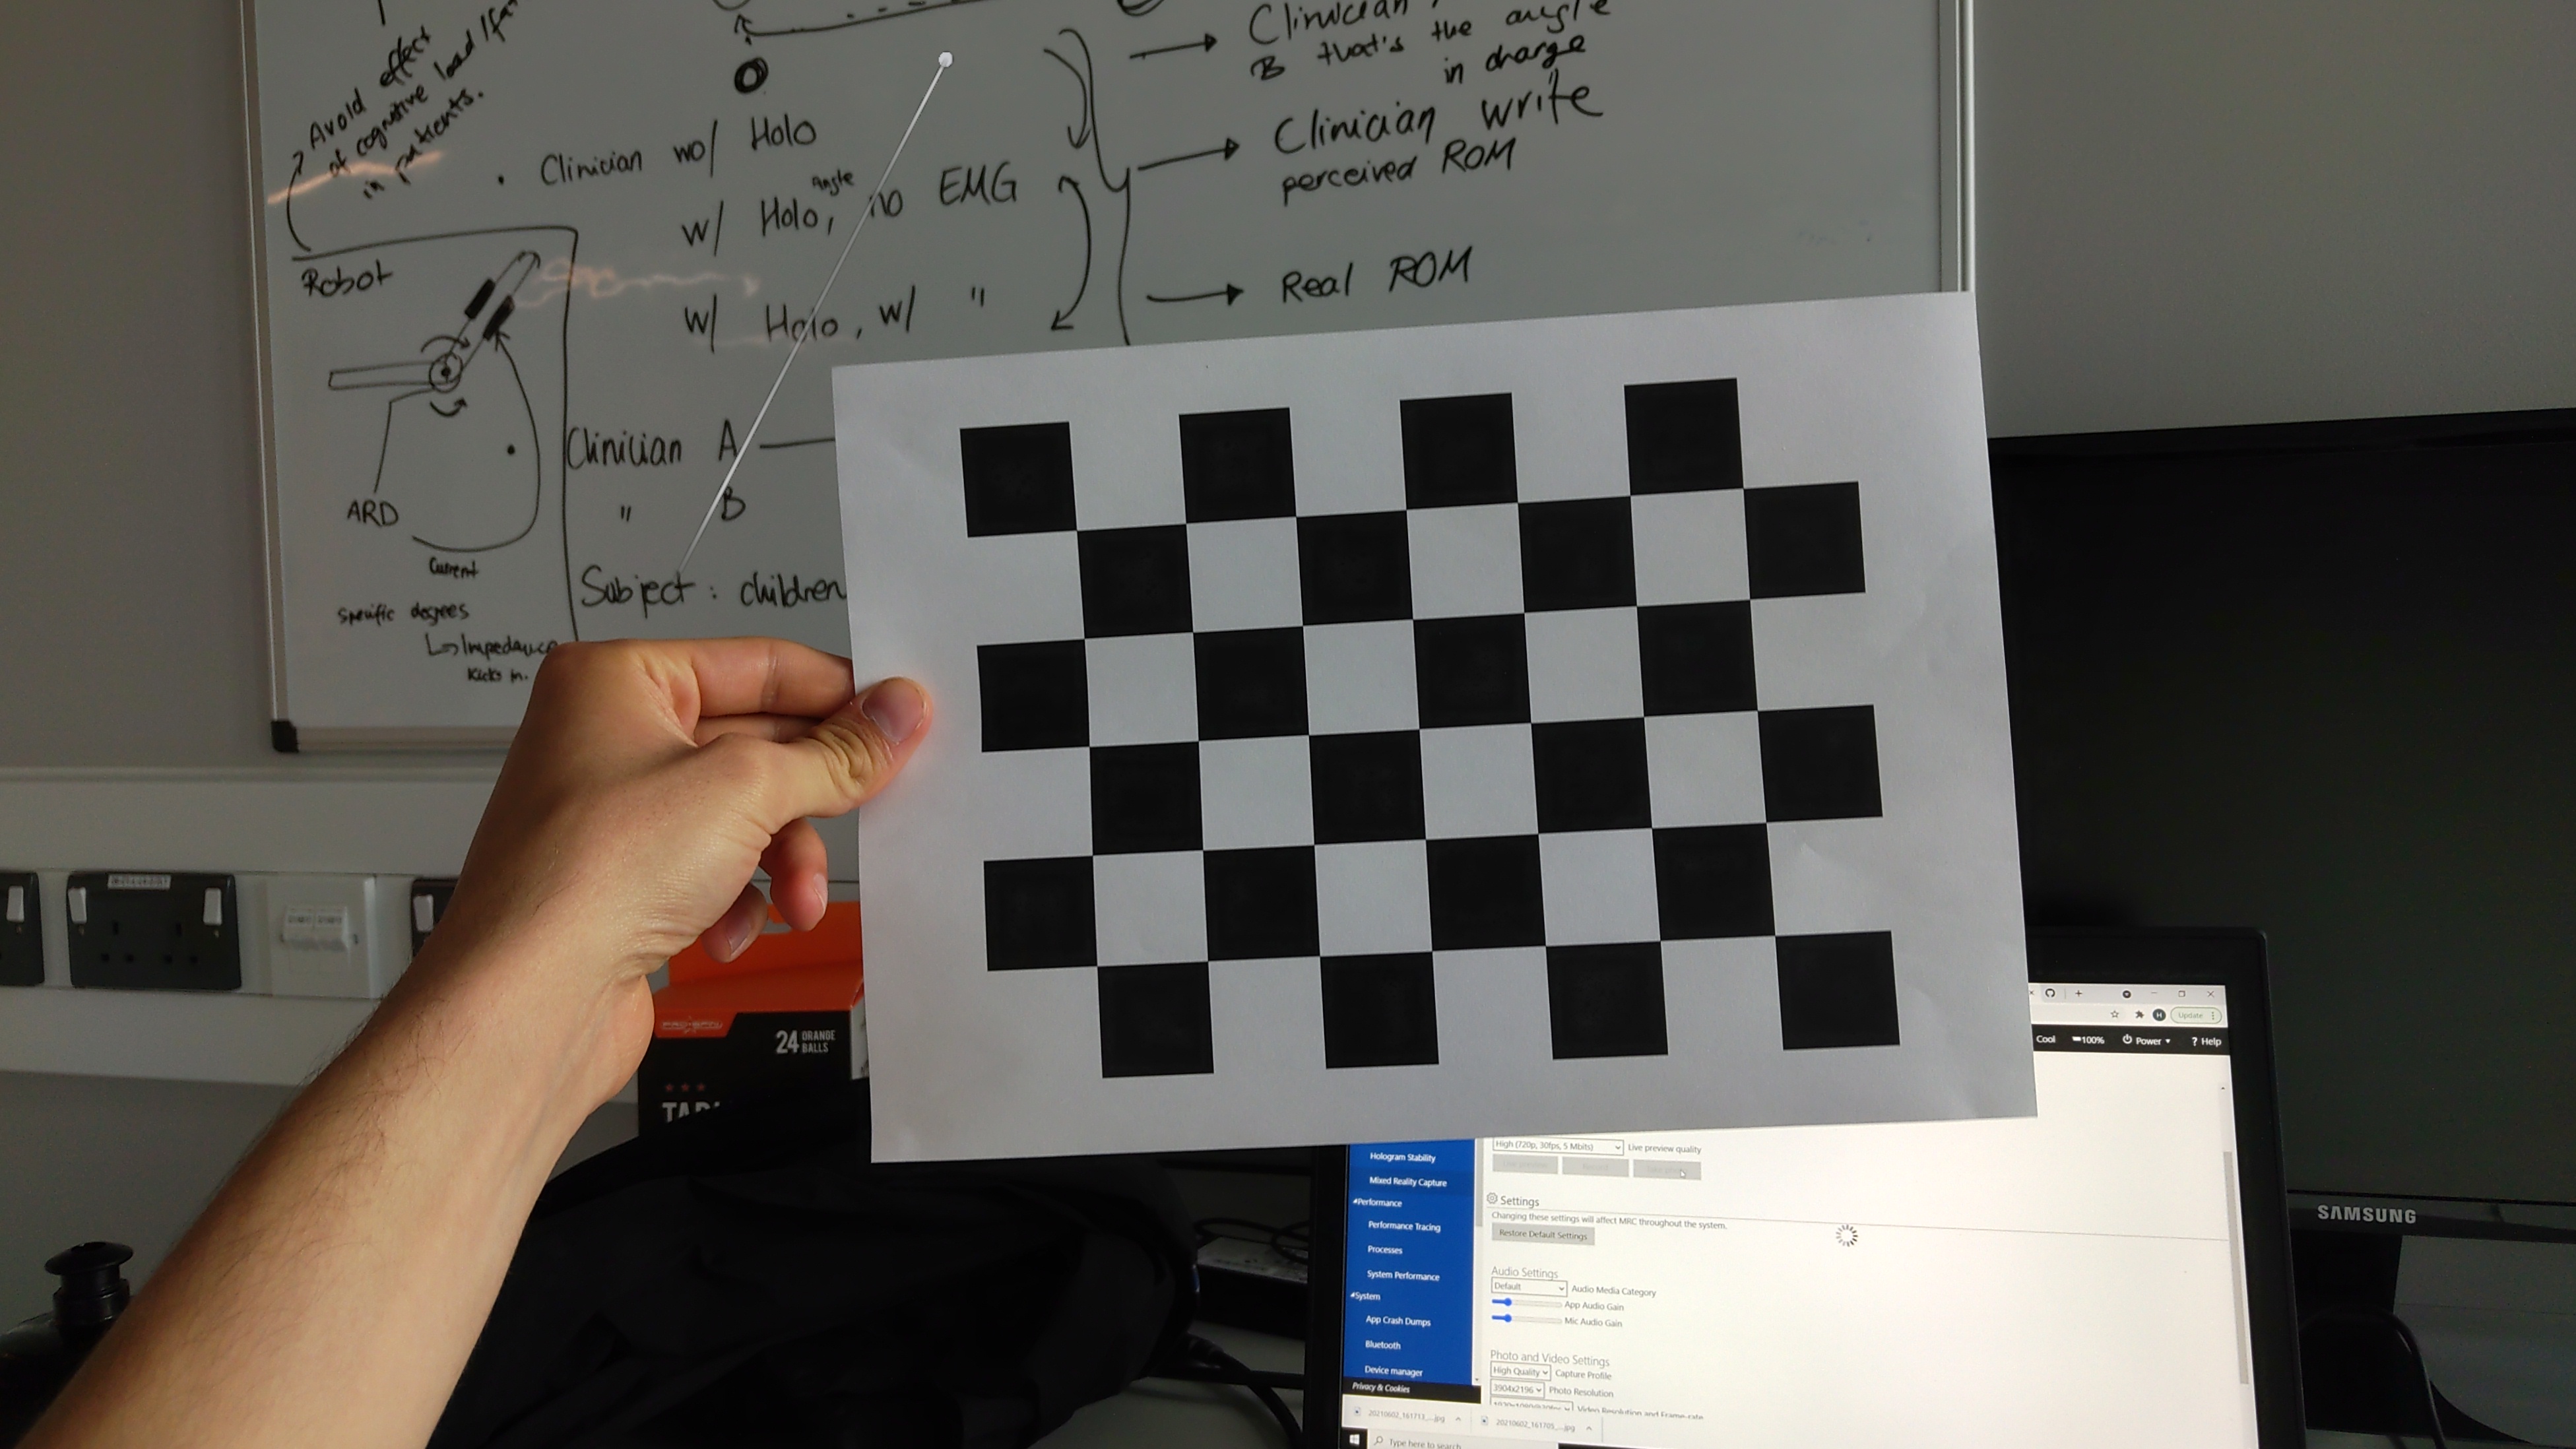 Avoid effect
of cognitive load
in patients.
Clinician
B that's the angle
in charge
• Clinician wo/ Holo
Angle
w/ Holo, no EMG
w/ Holo, w/ "
Clinician write
perceived ROM
Real ROM
Robot
ARD
Current
Specific degrees
Impedance
Kicks in.
Clinician A
" B
Subject : children
24 ORANGE
BALLS
SAMSUNG
Update
Cool 100% Power ? Help
High (720p, 30fps, 5 Mbits) Live preview quality
Hologram Stability
Mixed Reality Capture
Performance
Performance Tracing
Processes
System Performance
System
App Crash Dumps
Bluetooth
Device manager
Privacy & Cookies
Settings
Changing these settings will affect MRC throughout the system.
Restore Default Settings
Audio Settings
Default Audio Media Category
App Audio Gain
Mic Audio Gain
Photo and Video Settings
High Quality Capture Profile
3904x2196 Photo Resolution
Video Resolution and Frame-rate
20210602_161713_...jpg
20210602_161705_...jpg
Type here to search